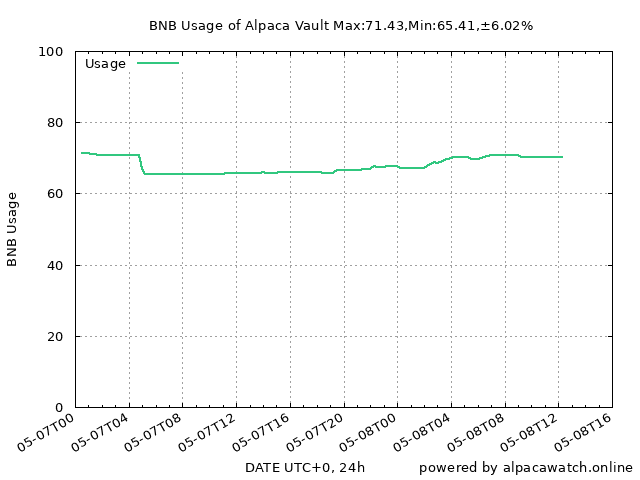 BNB Usage of Alpaca Vault Max:71.43,Min:65.41,±6.02%
Usage
100
80
60
40
20
0
BNB Usage
05-07T00
05-07T04
05-07T08
05-07T12
05-07T16
05-07T20
05-08T00
05-08T04
05-08T08
05-08T12
05-08T16
DATE UTC+0, 24h
powered by alpacawatch.online